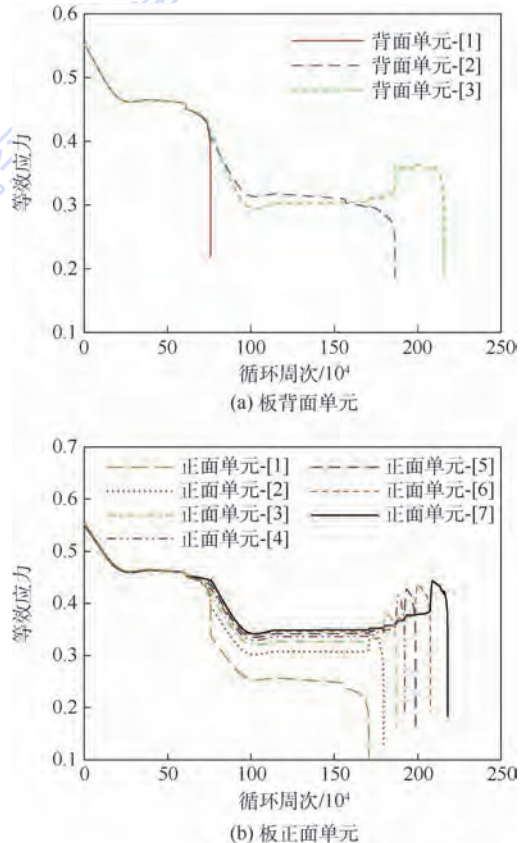 0.6
0.5
0.4
0.3
0.2
0.1
等效应力
背面单元-[1]
背面单元-[2]
背面单元-[3]
0 50 100 150 200 250
循环周次/10⁴
(a) 板背面单元
0.7
0.6
0.5
0.4
0.3
0.2
0.1
等效应力
正面单元-[1] 正面单元-[5]
正面单元-[2] 正面单元-[6]
正面单元-[3] 正面单元-[7]
正面单元-[4]
0 50 100 150 200 250
循环周次/10⁴
(b) 板正面单元